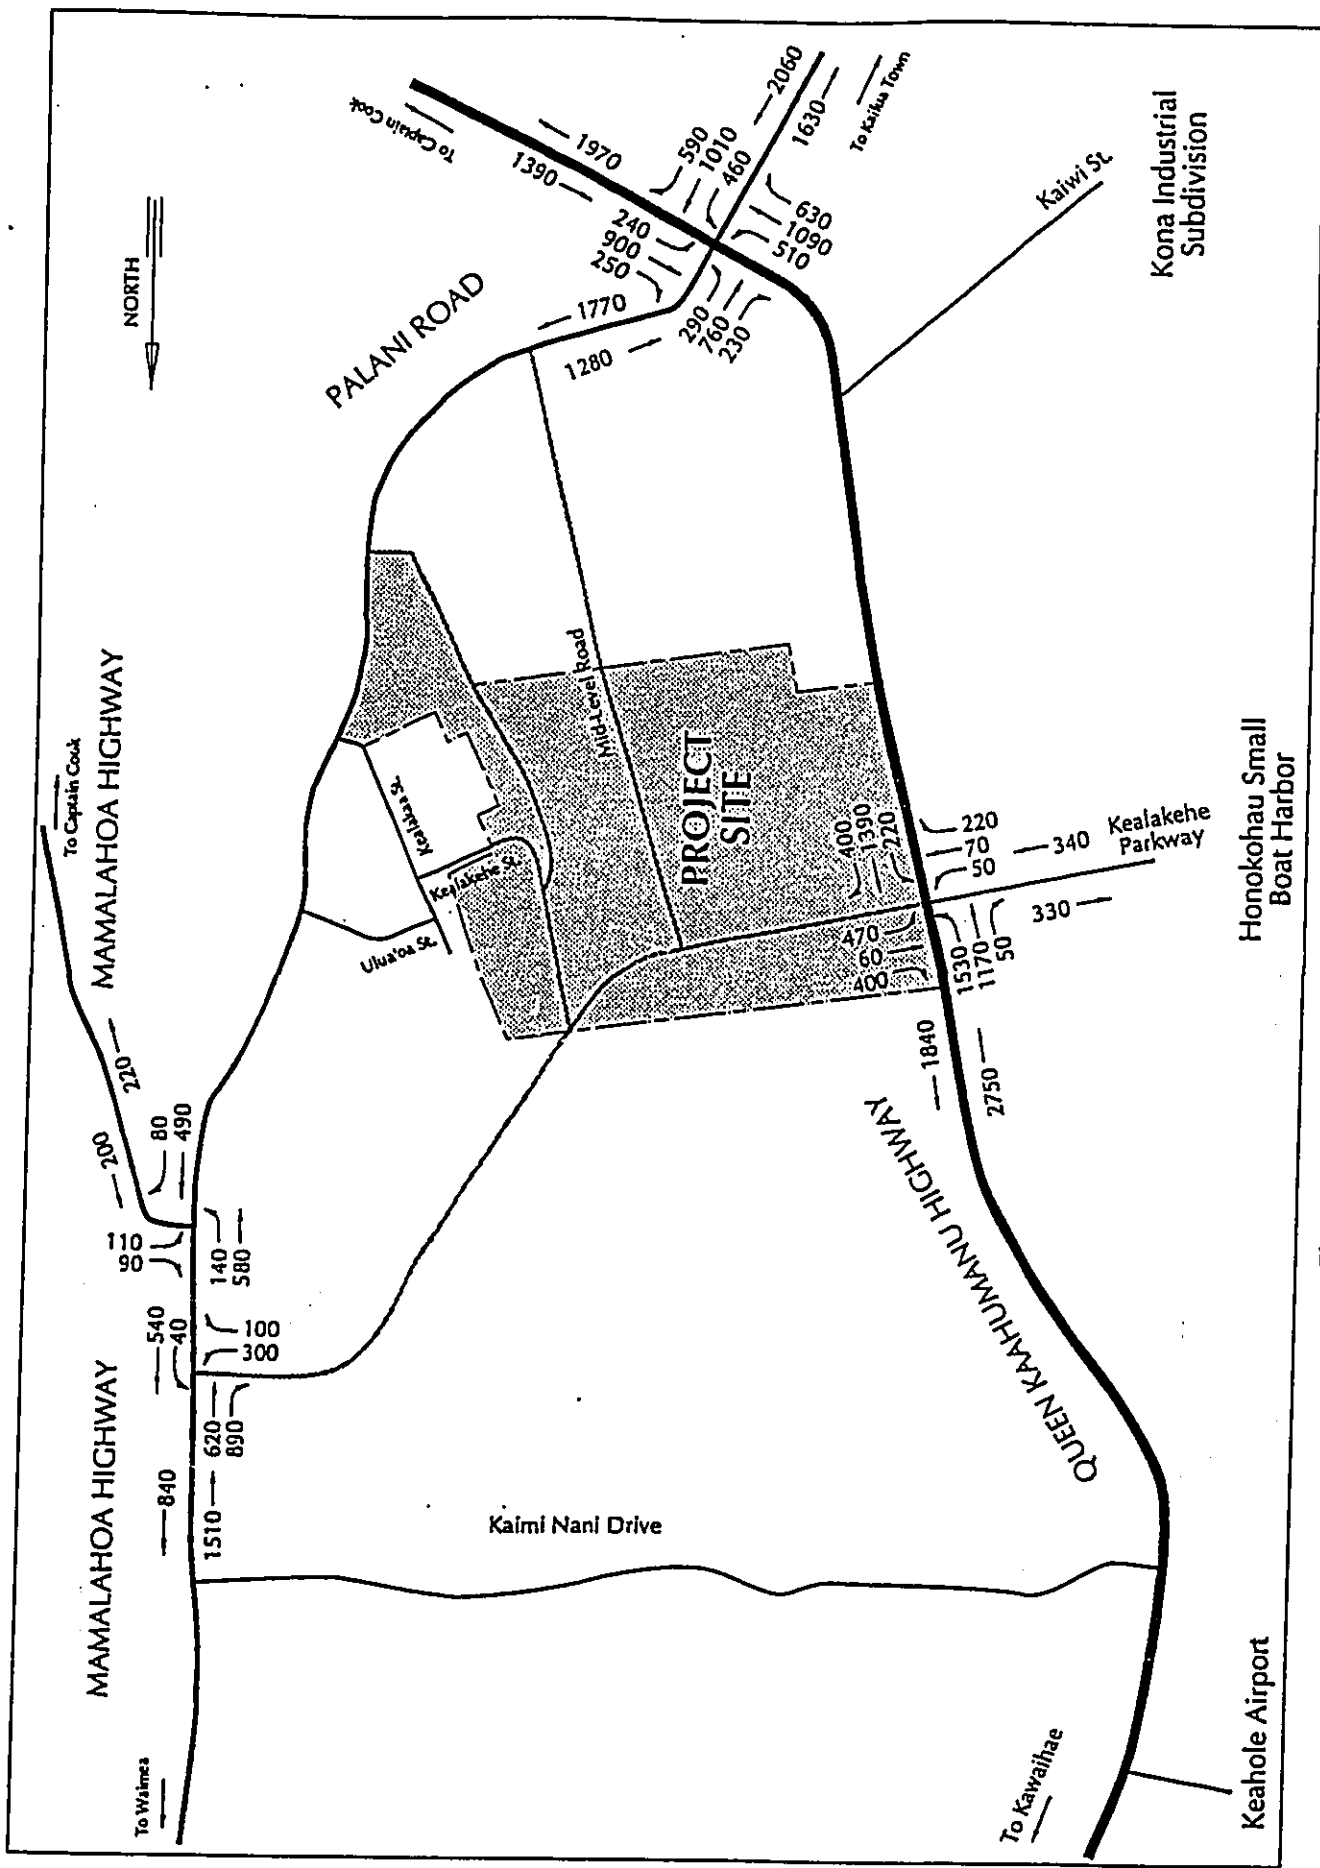 NORTH
MAMALAHOA HIGHWAY
To Waimea
840
1510
620
890
540
40
100
300
110
90
140
580
200
220
80
490
MAMALAHOA HIGHWAY
To Captain Cook
PALANI ROAD
1770
1280
To Captain Cook
1390
1970
240
900
250
590
1010
460
2060
1630
To Kailua Town
290
760
230
630
1090
510
Kealakaa St.
Kealakehe St.
Ulua'oa St.
Mid-Level Road
PROJECT
SITE
Kaimi Nani Drive
400
1390
220
470
60
400
220
70
50
340
330
1530
1170
50
1840
2750
Kealakehe
Parkway
QUEEN KAAHUMANU HIGHWAY
Kaiwi St.
Kona Industrial
Subdivision
Honokohau Small
Boat Harbor
To Kawaihae
Keahole Airport